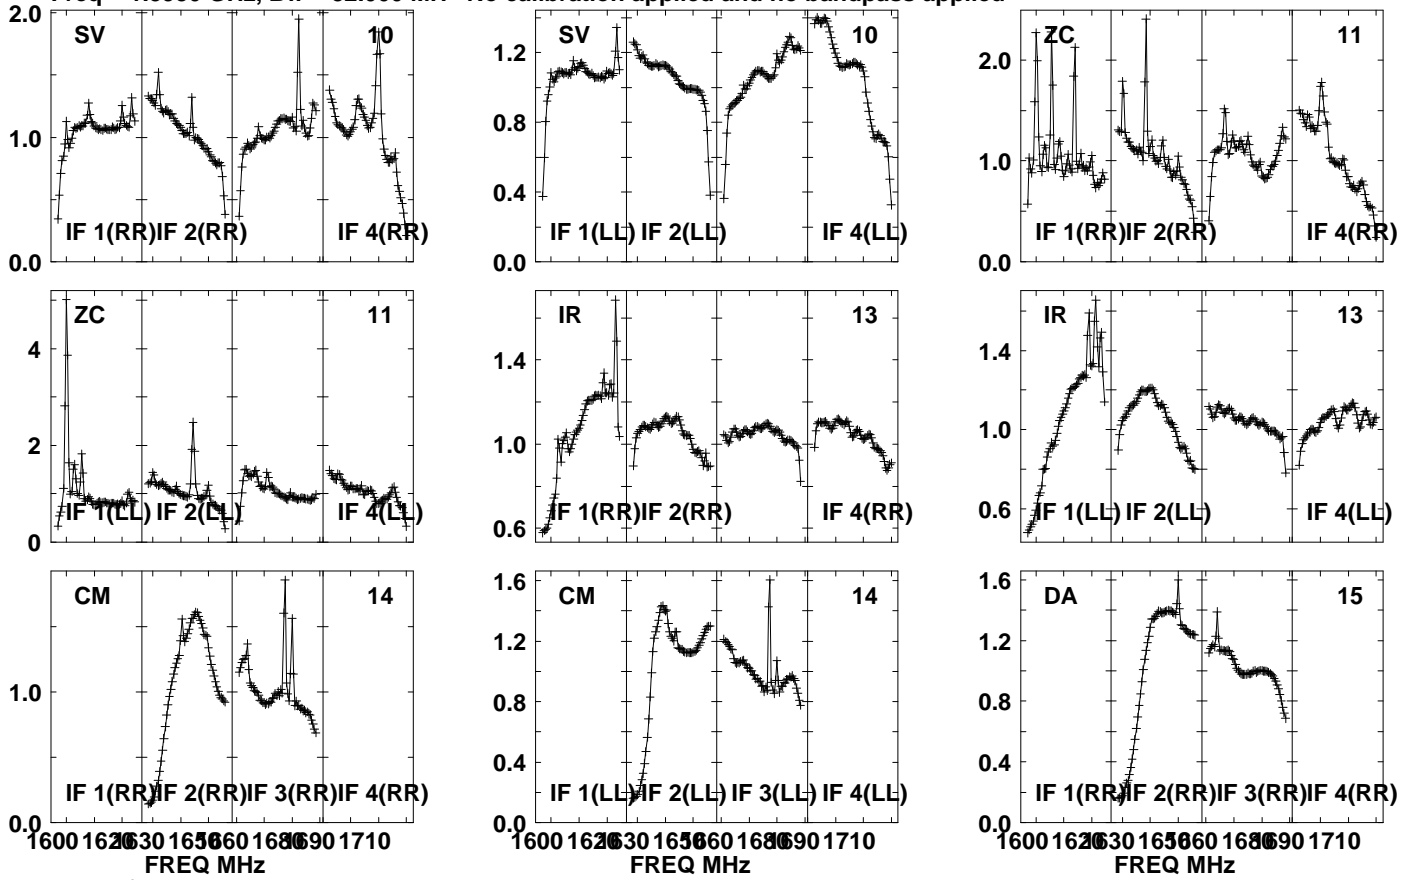 2.0 SV 10 SV 10 ZC 11
1.5 1.2 2.0
1.0 0.8 1.0
0.4
IF 1(RR) IF 2(RR) IF 4(RR) IF 1(LL) IF 2(LL) IF 4(LL) IF 1(RR) IF 2(RR) IF 4(RR)
0.0 0.0 0.0
ZC 11 IR 13 IR 13
4 1.4 1.4
2 1.0 1.0
IF 1(LL) IF 2(LL) IF 4(LL) IF 1(RR) IF 2(RR) IF 4(RR) IF 1(LL) IF 2(LL) IF 4(LL)
0 0.6 0.6
CM 14 CM 14 DA 15
1.6 1.6
1.2 1.2
1.0 0.8 0.8
0.4 0.4
IF 1(RR) IF 2(RR) IF 3(RR) IF 4(RR) IF 1(LL) IF 2(LL) IF 3(LL) IF 4(LL) IF 1(RR) IF 2(RR) IF 3(RR) IF 4(RR)
0.0 0.0 0.0
1600 1620 1630 1650 1660 1680 1690 1710 1600 1620 1630 1650 1660 1680 1690 1710 1600 1620 1630 1650 1660 1680 1690 1710
FREQ MHz FREQ MHz FREQ MHz